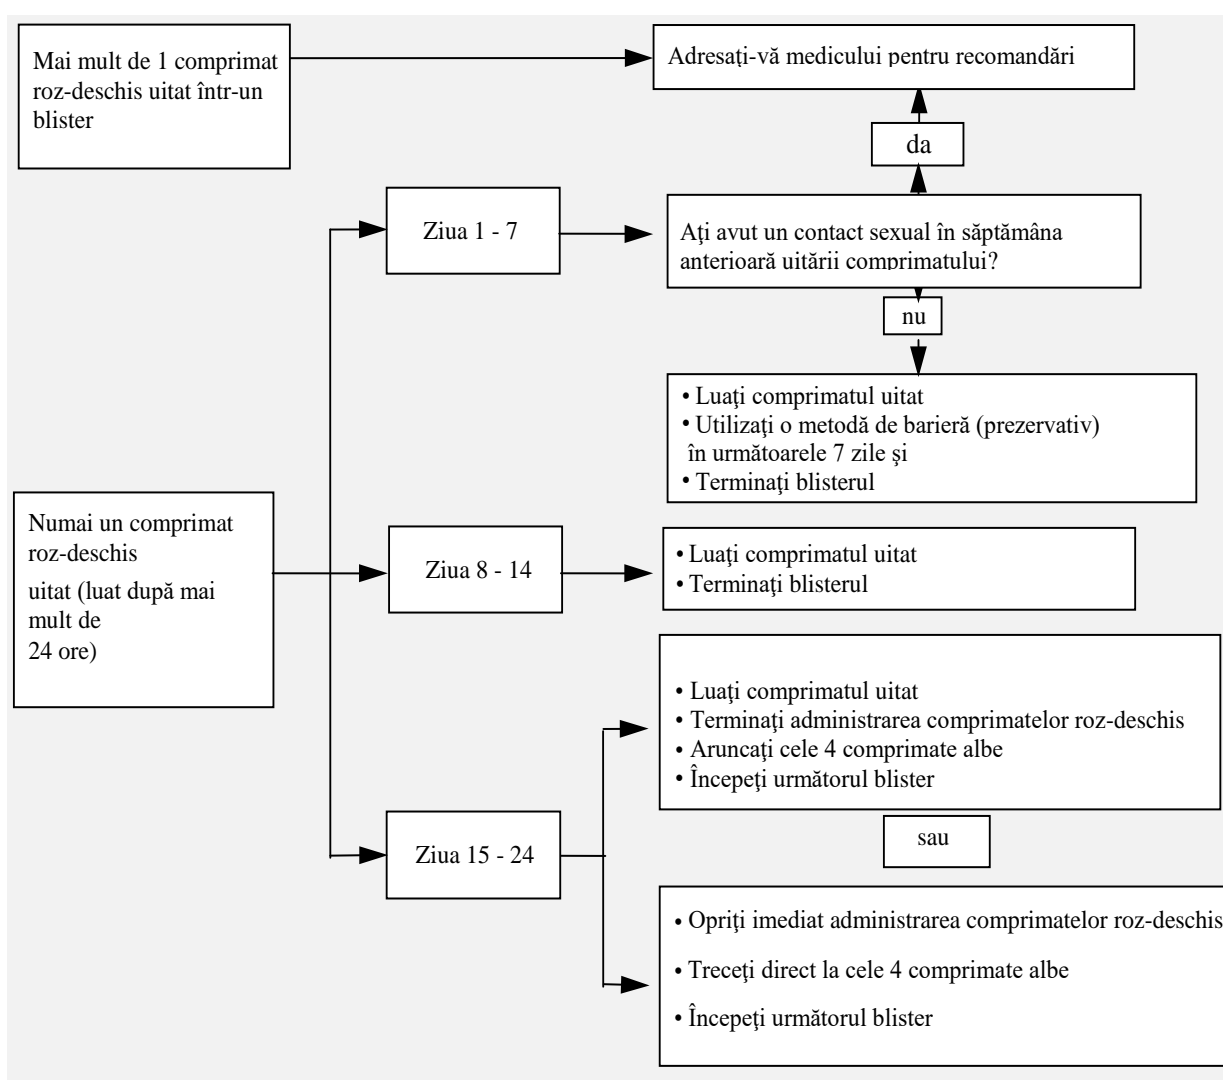 Mai mult de 1 comprimat
roz-deschis uitat într-un
blister
Adresați-vă medicului pentru recomandări
da
Ziua 1 - 7
Aţi avut un contact sexual în săptămâna
anterioară uitării comprimatului?
nu
• Luaţi comprimatul uitat
• Utilizaţi o metodă de barieră (prezervativ)
în următoarele 7 zile şi
• Terminaţi blisterul
Numai un comprimat
roz-deschis
uitat (luat după mai
mult de
24 ore)
Ziua 8 - 14
• Luaţi comprimatul uitat
• Terminaţi blisterul
Ziua 15 - 24
• Luaţi comprimatul uitat
• Terminaţi administrarea comprimatelor roz-deschis
• Aruncaţi cele 4 comprimate albe
• Începeţi următorul blister
sau
• Opriţi imediat administrarea comprimatelor roz-deschis
• Treceţi direct la cele 4 comprimate albe
• Începeţi următorul blister